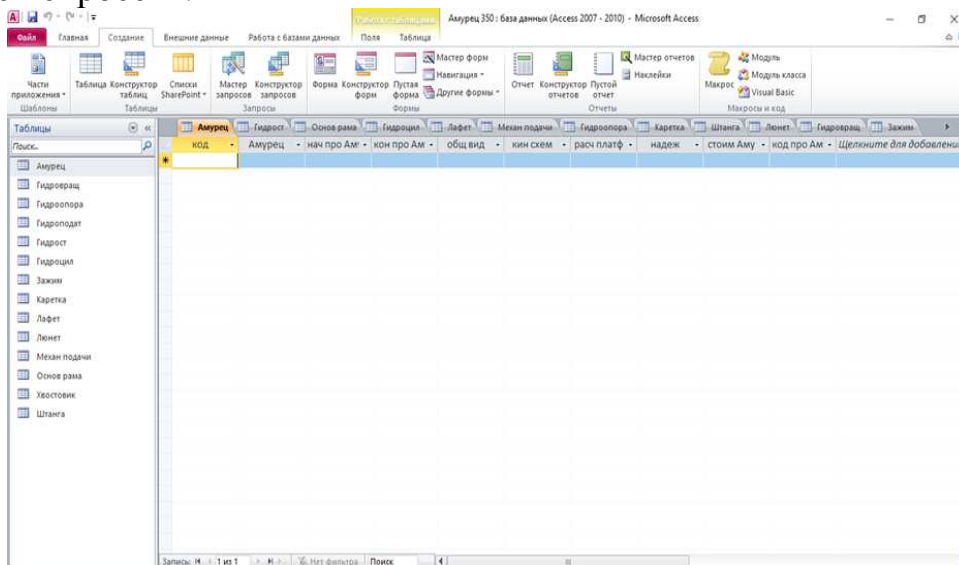 Амурец 350 : база данных (Access 2007 - 2010) - Microsoft Access
Файл Главная Создание Внешние данные Работа с базами данных Поля Таблица
Части приложения Таблица Конструктор таблиц Списки SharePoint Мастер запросов Конструктор запросов Форма Конструктор форм Пустая форма Мастер форм Навигация Другие формы Отчет Конструктор отчетов Пустой отчет Мастер отчетов Наклейки Макрос Модуль Модуль класса Visual Basic
Шаблоны Таблицы Запросы Формы Отчеты Макросы и код
Таблицы Амурец Гидрост Основ рама Гидроцил Лафет Механ подачи Гидроопора Каретка Штанга Люнет Гидровращ Зажим
Поиск... код Амурец нач про Ам кон про Ам общ вид кин схем расч платф надеж стоим Аму код про Ам Щелкните для добавлени
Амурец
Гидровращ
Гидроопора
Гидроподат
Гидрост
Гидроцил
Зажим
Каретка
Лафет
Люнет
Механ подачи
Основ рама
Хвостовик
Штанга
Запись: 1 из 1 Нет фильтра Поиск